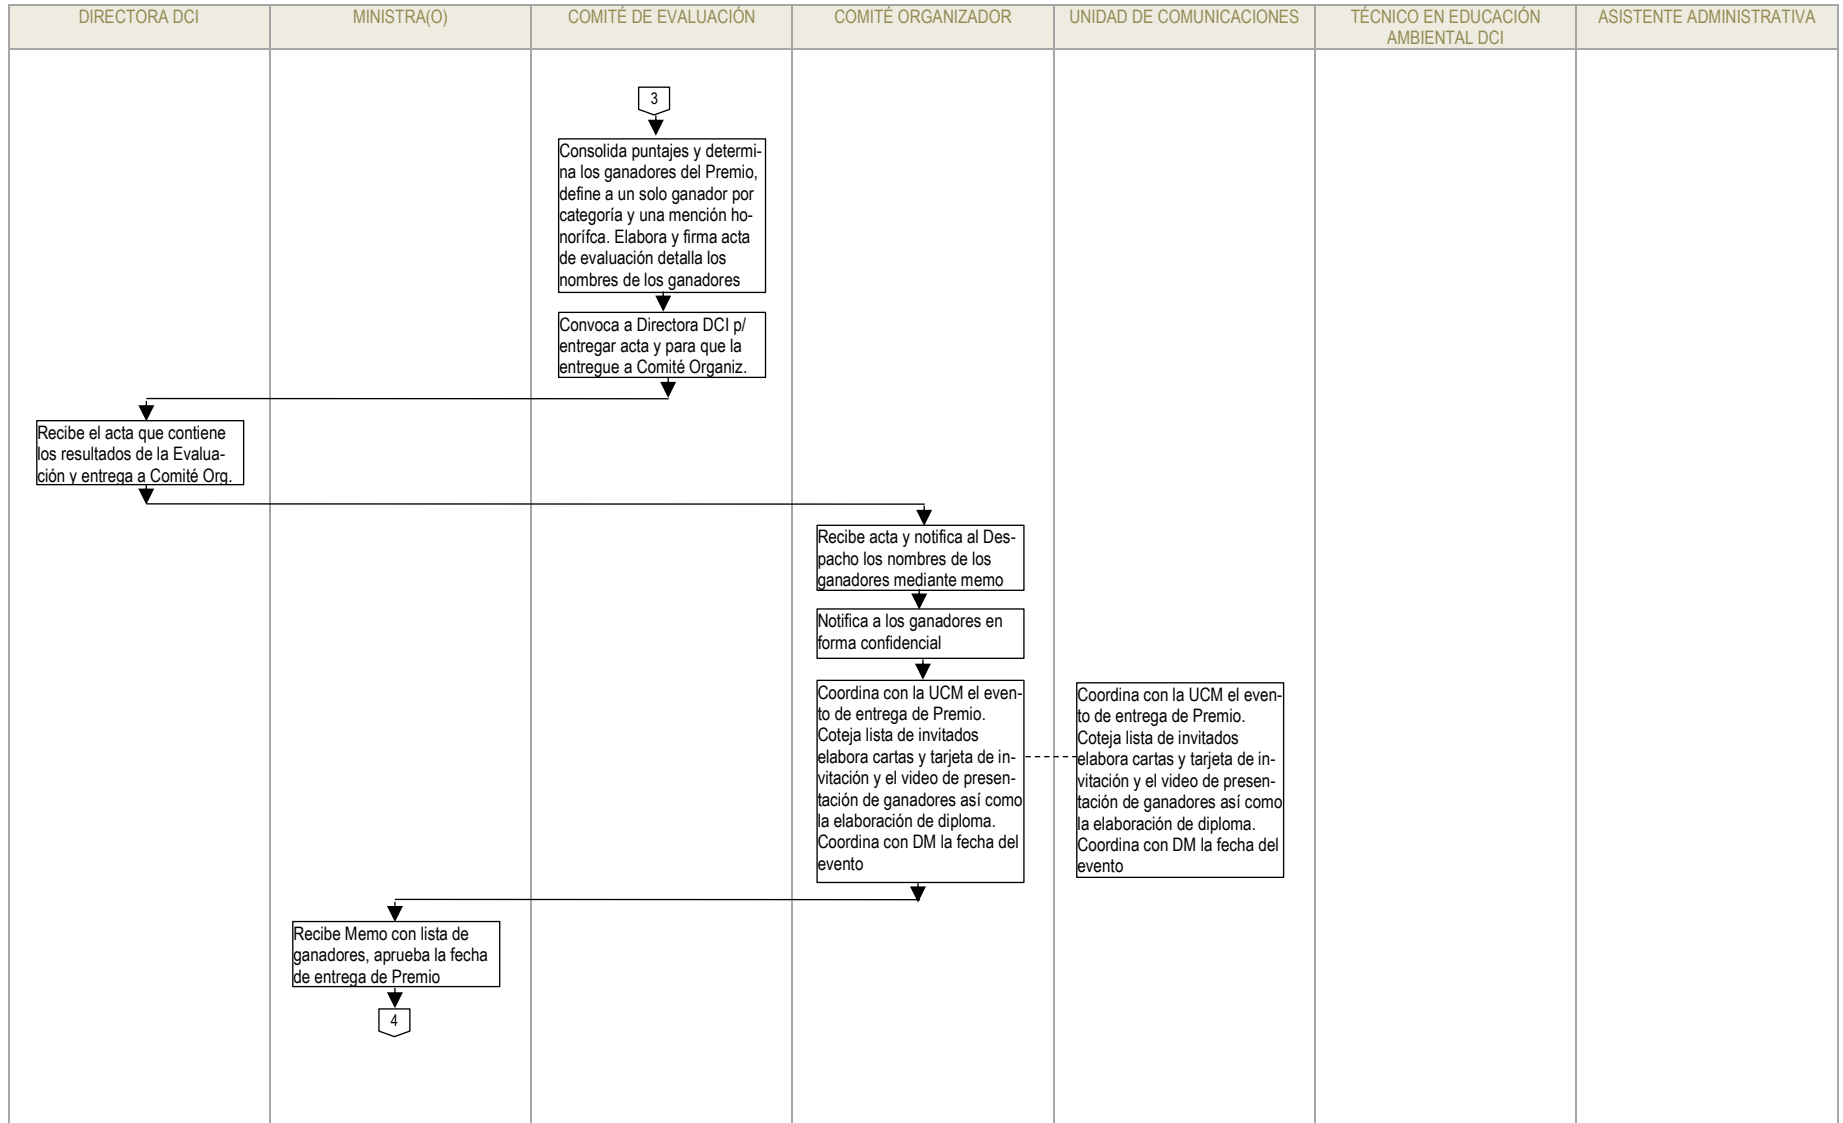 DIRECTORA DCI
MINISTRA(O)
COMITÉ DE EVALUACIÓN
COMITÉ ORGANIZADOR
UNIDAD DE COMUNICACIONES
TÉCNICO EN EDUCACIÓN
AMBIENTAL DCI
ASISTENTE ADMINISTRATIVA
3
Consolida puntajes y determi-
na los ganadores del Premio,
define a un solo ganador por
categoría y una mención ho-
norífca. Elabora y firma acta
de evaluación detalla los
nombres de los ganadores
Convoca a Directora DCI p/
entregar acta y para que la
entregue a Comité Organiz.
Recibe el acta que contiene
los resultados de la Evalua-
ción y entrega a Comité Org.
Recibe acta y notifica al Des-
pacho los nombres de los
ganadores mediante memo
Notifica a los ganadores en
forma confidencial
Coordina con la UCM el even-
to de entrega de Premio.
Coteja lista de invitados
elabora cartas y tarjeta de in-
vitación y el video de presen-
tación de ganadores así como
la elaboración de diploma.
Coordina con DM la fecha del
evento
Coordina con la UCM el even-
to de entrega de Premio.
Coteja lista de invitados
elabora cartas y tarjeta de in-
vitación y el video de presen-
tación de ganadores así como
la elaboración de diploma.
Coordina con DM la fecha del
evento
Recibe Memo con lista de
ganadores, aprueba la fecha
de entrega de Premio
4